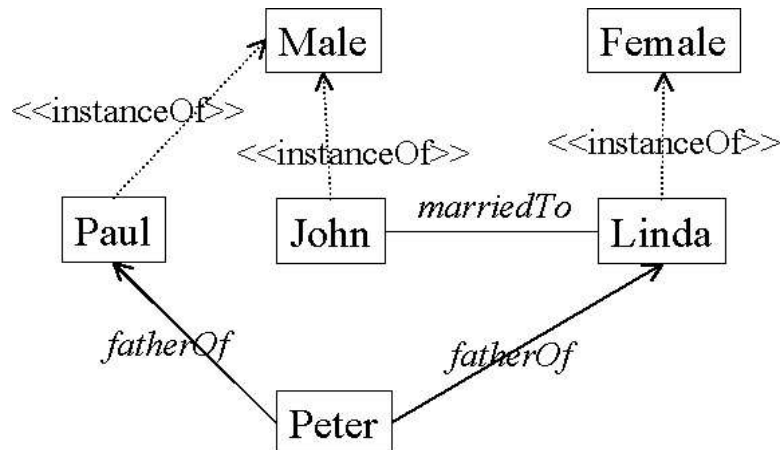 Male
Female
<<instanceOf>>
<<instanceOf>>
<<instanceOf>>
Paul
John
marriedTo
Linda
fatherOf
fatherOf
Peter